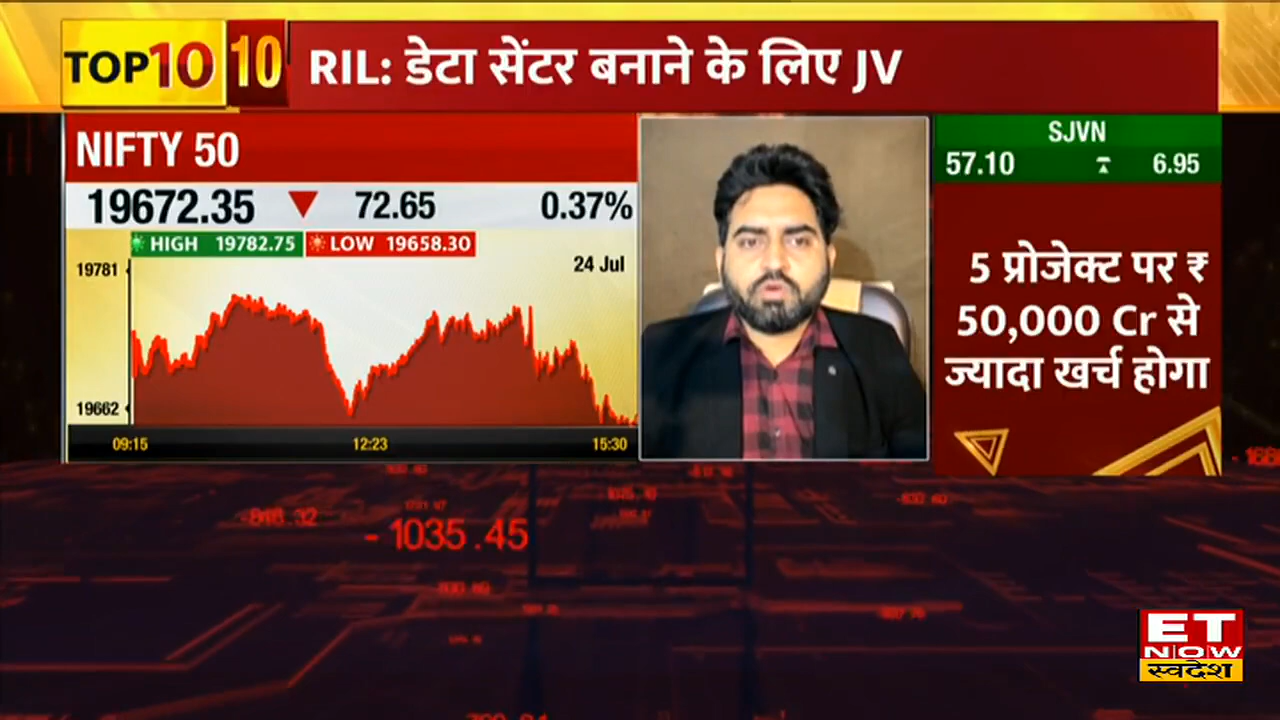 TOP10 10 RIL: डेटा सेंटर बनाने के लिए JV
NIFTY 50
19672.35 72.65 0.37%
HIGH 19782.75 LOW 19658.30
24 Jul
19781
19662
09:15 12:23 15:30
SJVN
57.10 6.95
5 प्रोजेक्ट पर ₹
50,000 Cr से
ज्यादा खर्च होगा
-1035.45
ET
NOW
स्वदेश